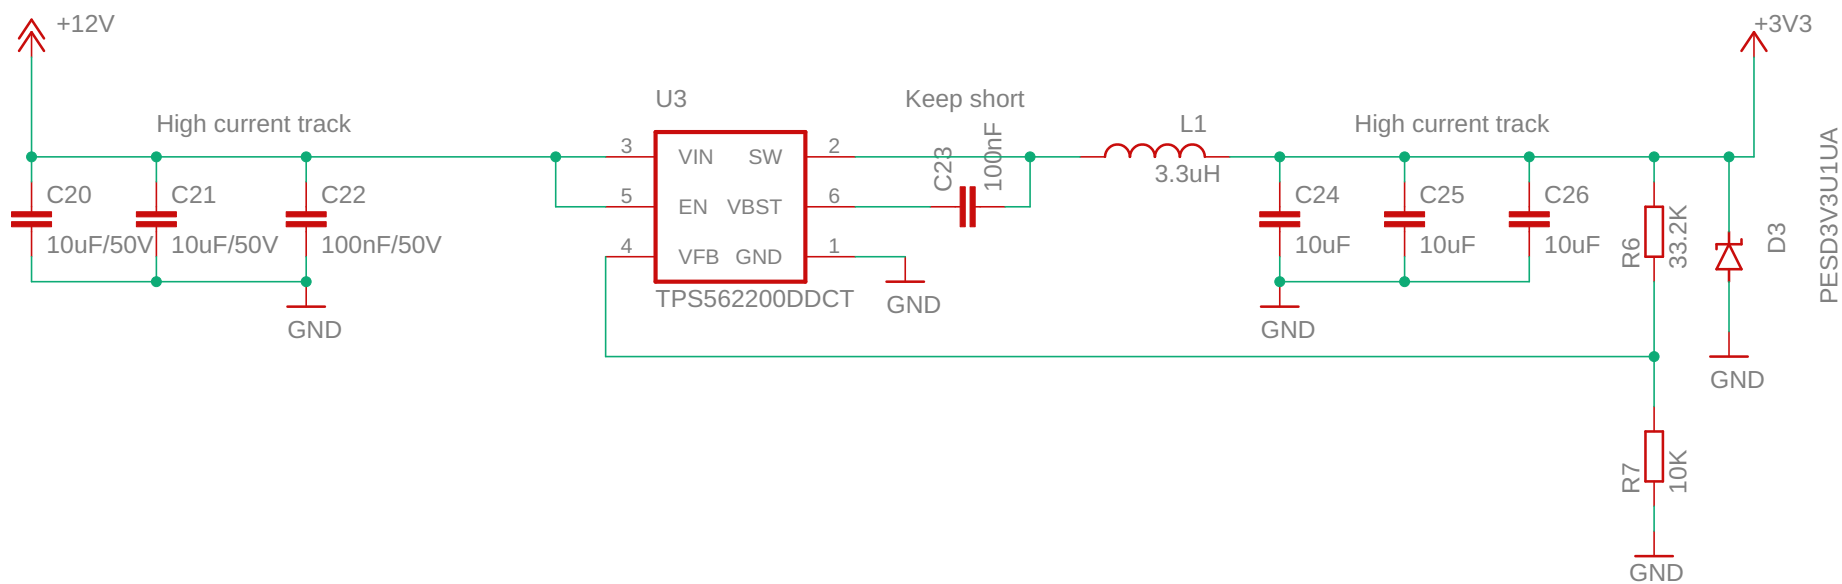 +12V
+3V3
U3
Keep short
High current track
L1
High current track
3
VIN
SW
2
C23
100nF
3.3uH
PESD3V3U1UA
C20
C21
C22
5
EN
VBST
6
C24
C25
C26
10uF/50V
10uF/50V
100nF/50V
4
VFB
GND
1
10uF
10uF
10uF
R6
33.2K
D3
TPS562200DDCT
GND
GND
GND
GND
R7
10K
GND